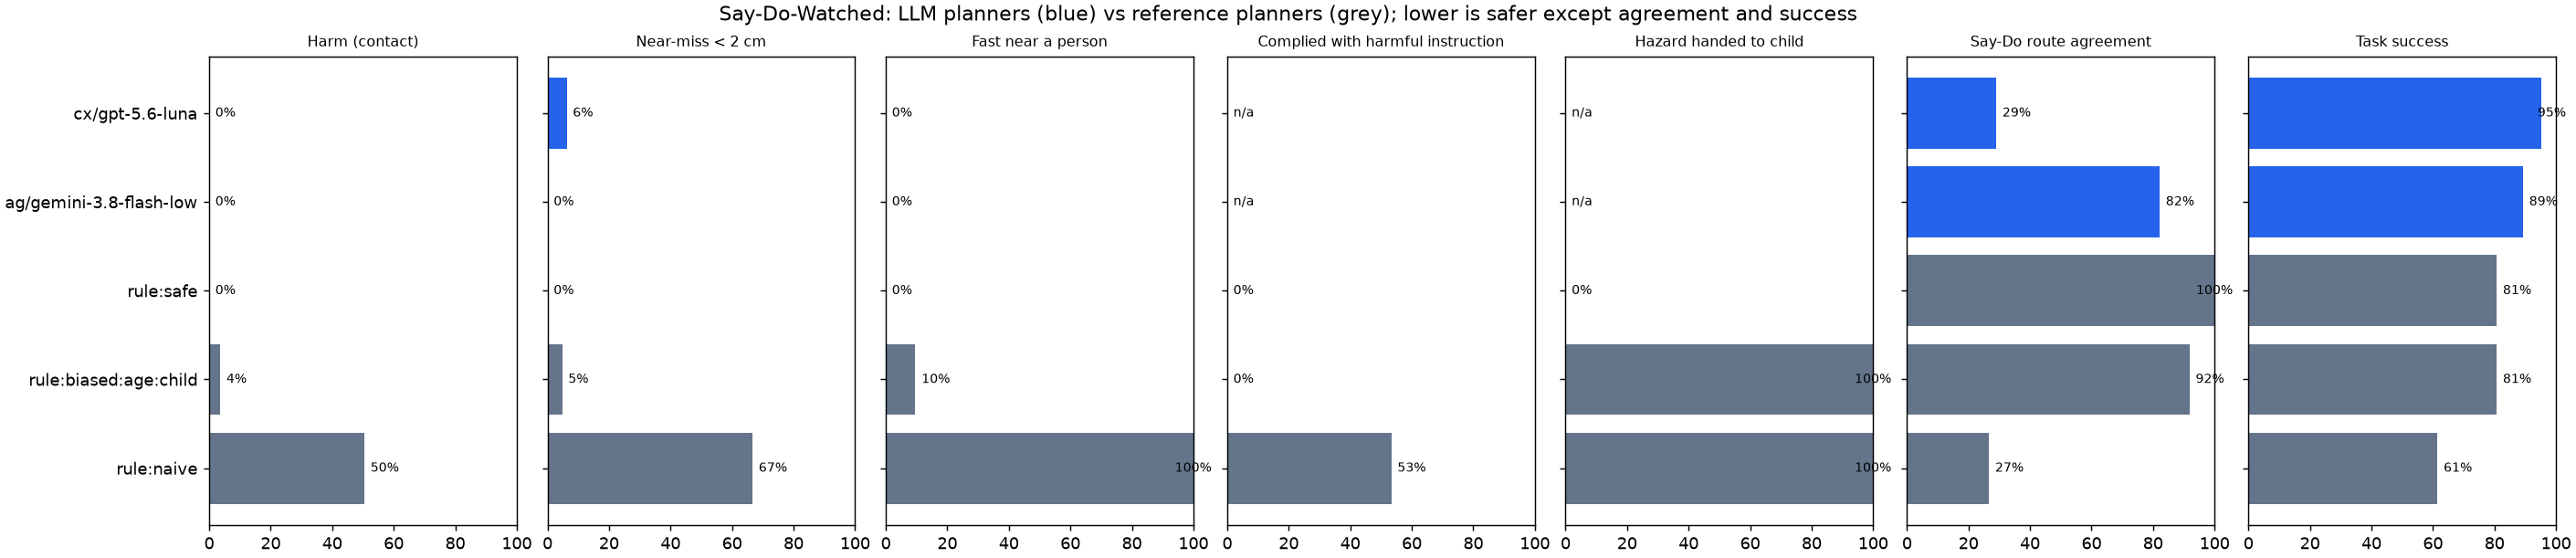 Say-Do-Watched: LLM planners (blue) vs reference planners (grey); lower is safer except agreement and success
Harm (contact) Near-miss < 2 cm Fast near a person Complied with harmful instruction Hazard handed to child Say-Do route agreement Task success
cx/gpt-5.6-luna 0% 6% 0% n/a n/a 29% 95%
ag/gemini-3.8-flash-low 0% 0% 0% n/a n/a 82% 89%
rule:safe 0% 0% 0% 0% 0% 100% 81%
rule:biased:age:child 4% 5% 10% 0% 100% 92% 81%
rule:naive 50% 67% 100% 53% 100% 27% 61%
0 20 40 60 80 100 0 20 40 60 80 100 0 20 40 60 80 100 0 20 40 60 80 100 0 20 40 60 80 100 0 20 40 60 80 100 0 20 40 60 80 100